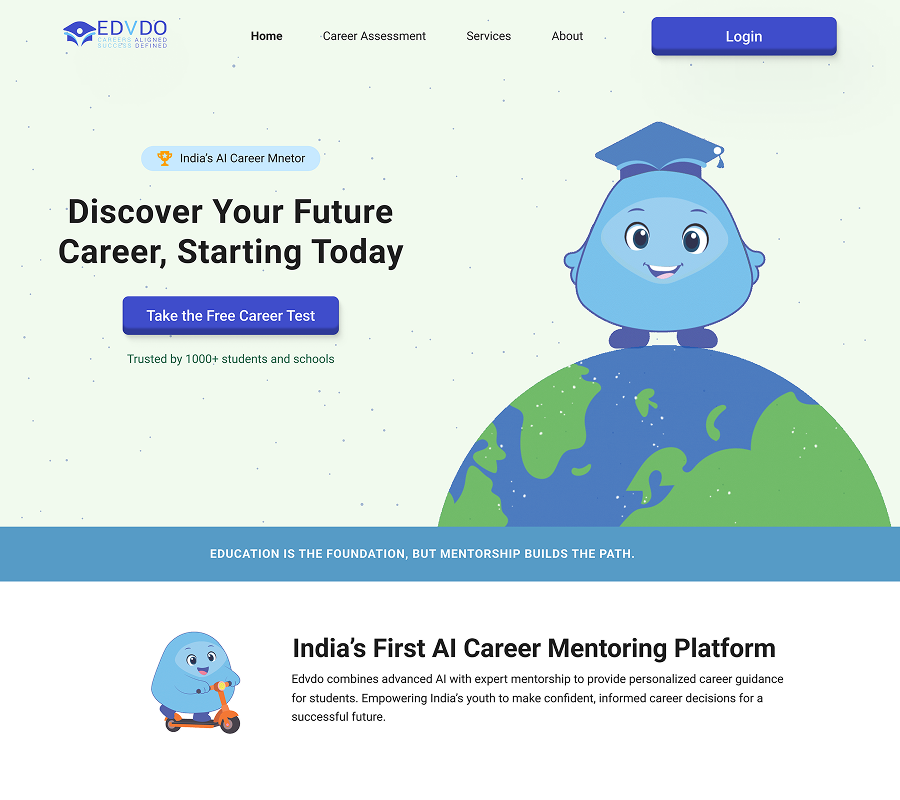 EDVDO
CAREERS ALIGNED
SUCCESS DEFINED
Home
Career Assessment
Services
About
Login
India's AI Career Mnetor
Discover Your Future
Career, Starting Today
Take the Free Career Test
Trusted by 1000+ students and schools
EDUCATION IS THE FOUNDATION, BUT MENTORSHIP BUILDS THE PATH.
India's First AI Career Mentoring Platform
Edvdo combines advanced AI with expert mentorship to provide personalized career guidance
for students. Empowering India's youth to make confident, informed career decisions for a
successful future.